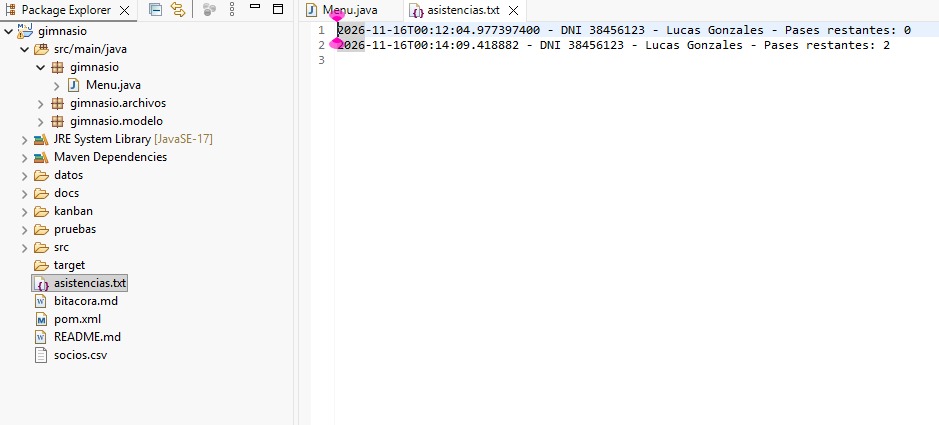 Package Explorer
gimnasio
src/main/java
gimnasio
Menu.java
gimnasio.archivos
gimnasio.modelo
JRE System Library [JavaSE-17]
Maven Dependencies
datos
docs
kanban
pruebas
src
target
asistencias.txt
bitacora.md
pom.xml
README.md
socios.csv
Menu.java asistencias.txt
1 2026-11-16T00:12:04.977397400 - DNI 38456123 - Lucas Gonzales - Pases restantes: 0
2 2026-11-16T00:14:09.418882 - DNI 38456123 - Lucas Gonzales - Pases restantes: 2
3